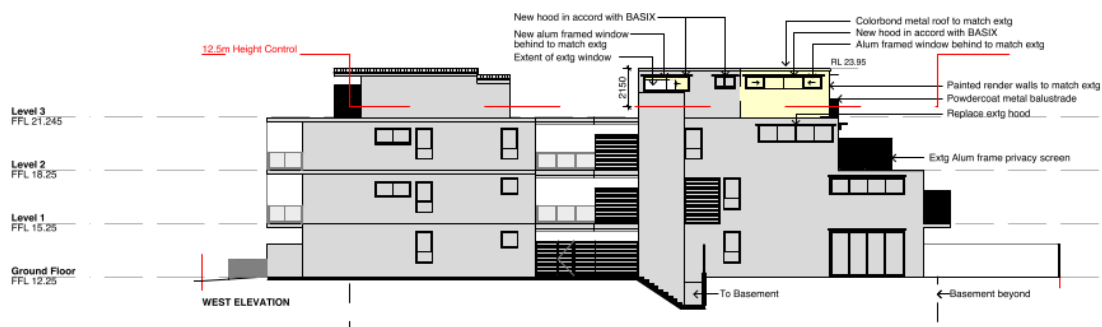 New hood in accord with BASIX
New alum framed window
behind to match extg
Extent of extg window
12.5m Height Control
Colorbond metal roof to match extg
New hood in accord with BASIX
Alum framed window behind to match extg
RL 23.95
2150
Painted render walls to match extg
Powdercoat metal balustrade
Replace extg hood
Level 3
FFL 21.245
Extg Alum frame privacy screen
Level 2
FFL 18.25
Level 1
FFL 15.25
Ground Floor
FFL 12.25
WEST ELEVATION
To Basement
Basement beyond